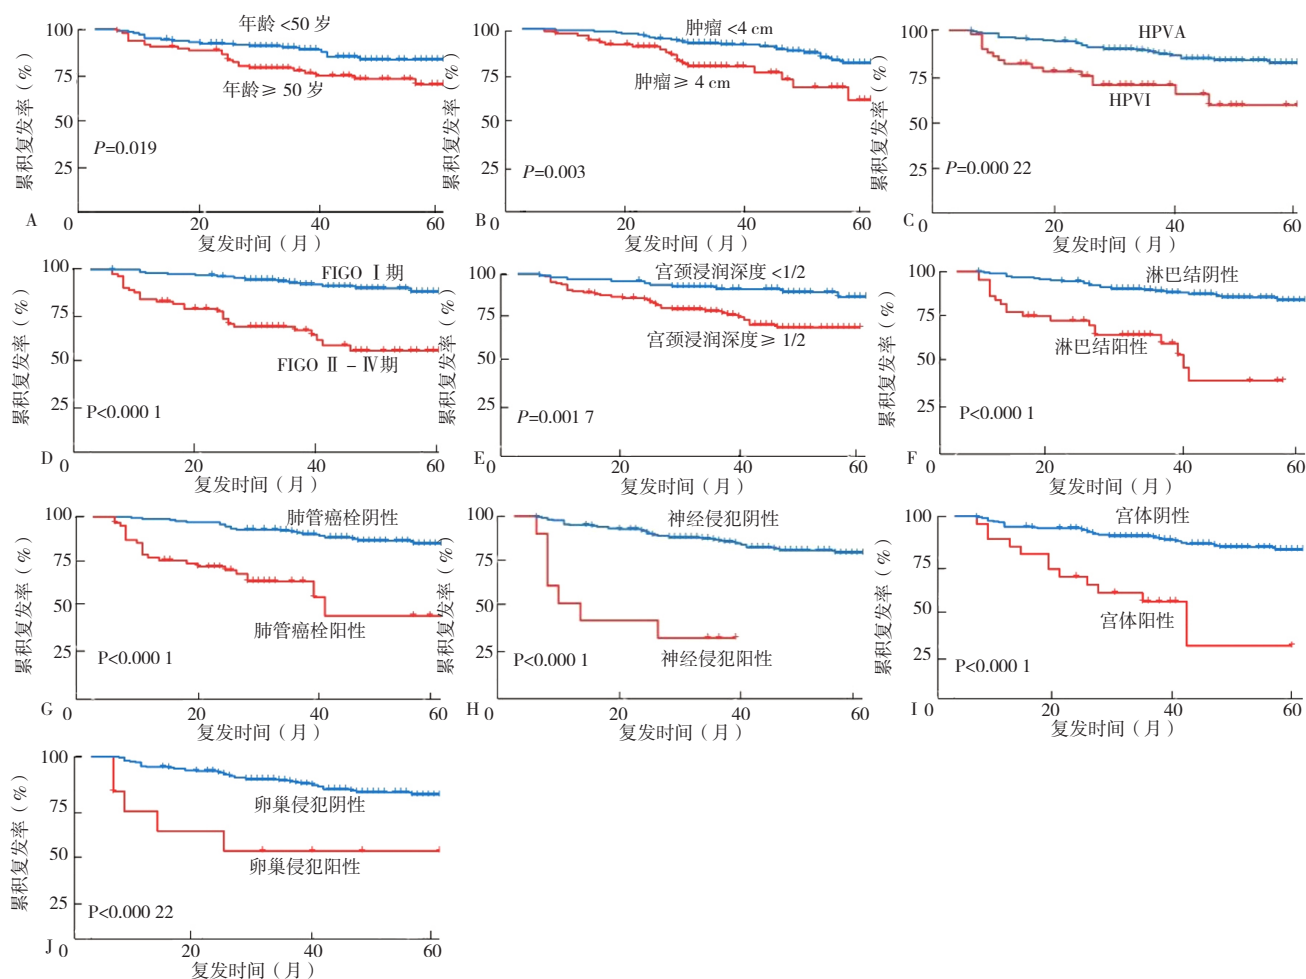 100
75
50
25
0
累积复发率（%）
年龄 <50 岁
年龄≥ 50 岁
P=0.019
20
40
60
复发时间（月）
A
100
75
50
25
0
累积复发率（%）
肿瘤 <4 cm
肿瘤≥ 4 cm
P=0.003
20
40
60
复发时间（月）
B
100
75
50
25
0
累积复发率（%）
HPVA
HPVI
P=0.000 22
20
40
60
复发时间（月）
C
100
75
50
25
0
累积复发率（%）
FIGO Ⅰ期
FIGO Ⅱ－Ⅳ期
P<0.000 1
20
40
60
复发时间（月）
D
100
75
50
25
0
累积复发率（%）
宫颈浸润深度 <1/2
宫颈浸润深度≥ 1/2
P=0.001 7
20
40
60
复发时间（月）
E
100
75
50
25
0
累积复发率（%）
淋巴结阴性
淋巴结阳性
P<0.000 1
20
40
60
复发时间（月）
F
100
75
50
25
0
累积复发率（%）
肺管癌栓阴性
肺管癌栓阳性
P<0.000 1
20
40
60
复发时间（月）
G
100
75
50
25
0
累积复发率（%）
神经侵犯阴性
神经侵犯阳性
P<0.000 1
20
40
60
复发时间（月）
H
100
75
50
25
0
累积复发率（%）
宫体阴性
宫体阳性
P<0.000 1
20
40
60
复发时间（月）
I
100
75
50
25
0
累积复发率（%）
卵巢侵犯阴性
卵巢侵犯阳性
P<0.000 22
20
40
60
复发时间（月）
J